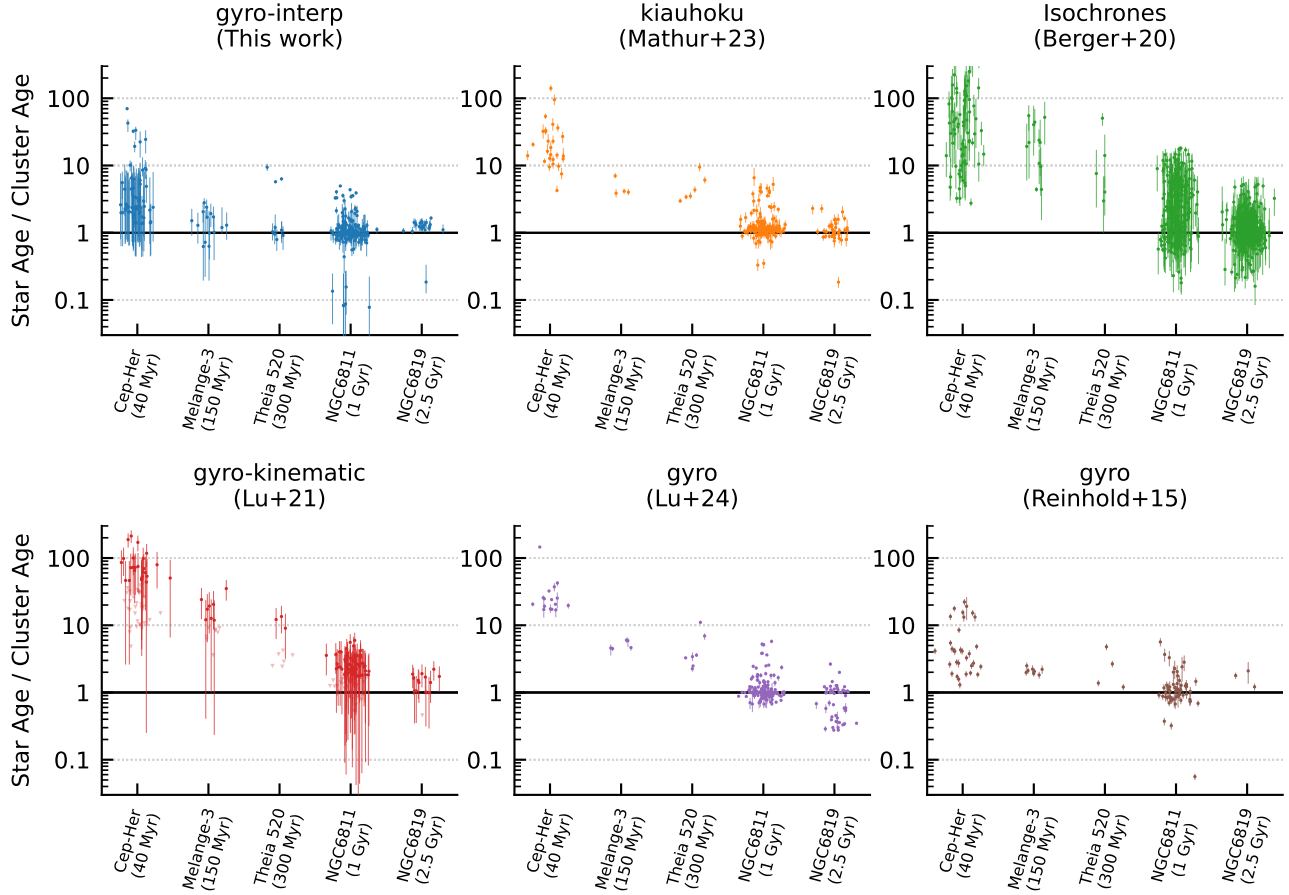 gyro-interp
(This work)
kiauhoku
(Mathur+23)
Isochrones
(Berger+20)
Star Age / Cluster Age
100
10
1
0.1
100
10
1
0.1
100
10
1
0.1
Cep-Her
(40 Myr)
Melange-3
(150 Myr)
Theia 520
(300 Myr)
NGC6811
(1 Gyr)
NGC6819
(2.5 Gyr)
Cep-Her
(40 Myr)
Melange-3
(150 Myr)
Theia 520
(300 Myr)
NGC6811
(1 Gyr)
NGC6819
(2.5 Gyr)
Cep-Her
(40 Myr)
Melange-3
(150 Myr)
Theia 520
(300 Myr)
NGC6811
(1 Gyr)
NGC6819
(2.5 Gyr)
gyro-kinematic
(Lu+21)
gyro
(Lu+24)
gyro
(Reinhold+15)
Star Age / Cluster Age
100
10
1
0.1
100
10
1
0.1
100
10
1
0.1
Cep-Her
(40 Myr)
Melange-3
(150 Myr)
Theia 520
(300 Myr)
NGC6811
(1 Gyr)
NGC6819
(2.5 Gyr)
Cep-Her
(40 Myr)
Melange-3
(150 Myr)
Theia 520
(300 Myr)
NGC6811
(1 Gyr)
NGC6819
(2.5 Gyr)
Cep-Her
(40 Myr)
Melange-3
(150 Myr)
Theia 520
(300 Myr)
NGC6811
(1 Gyr)
NGC6819
(2.5 Gyr)